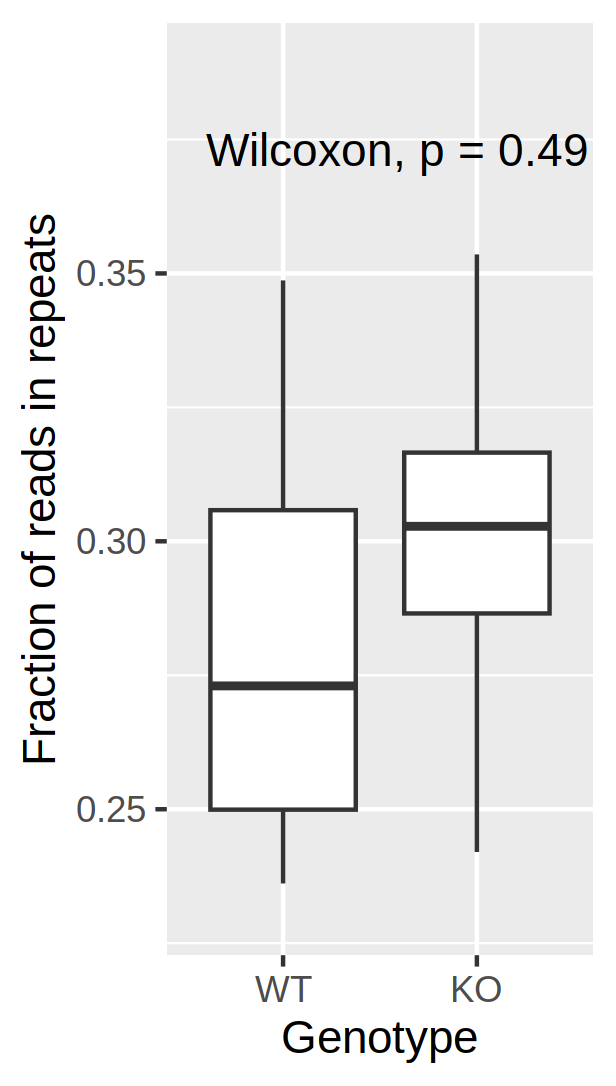 Wilcoxon, p = 0.49
Fraction of reads in repeats
0.35
0.30
0.25
WT
KO
Genotype